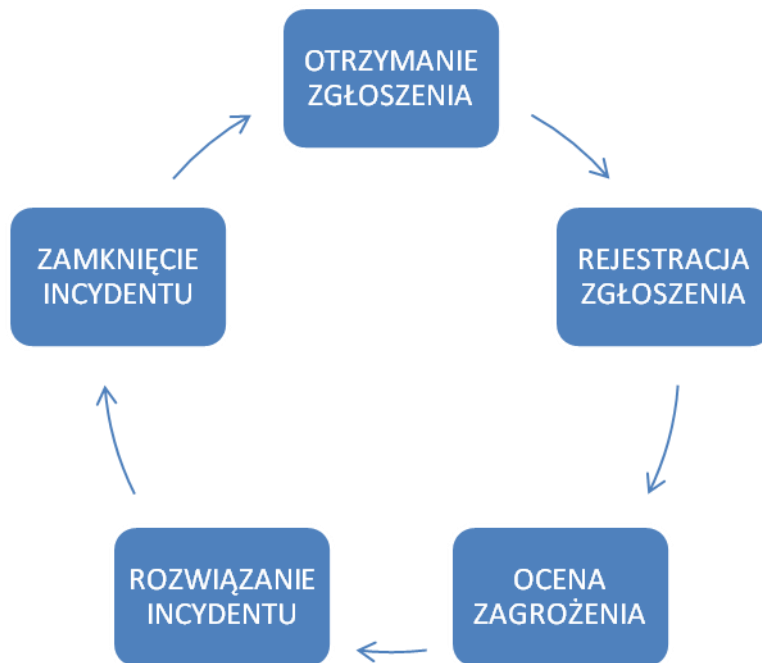 OTRZYMANIE
ZGŁOSZENIA
REJESTRACJA
ZGŁOSZENIA
OCENA
ZAGROŻENIA
ROZWIĄZANIE
INCYDENTU
ZAMKNIĘCIE
INCYDENTU